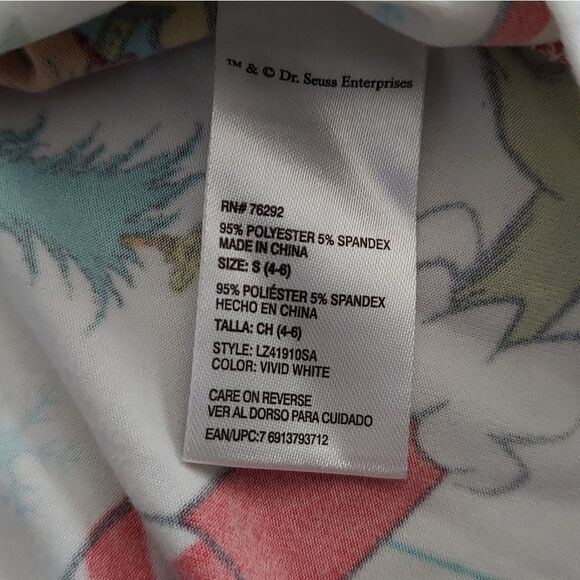 ™ & © Dr. Seuss Enterprises
RN# 76292
95% POLYESTER 5% SPANDEX
MADE IN CHINA
SIZE: S (4-6)
95% POLIÉSTER 5% SPANDEX
HECHO EN CHINA
TALLA: CH (4-6)
STYLE: LZ41910SA
COLOR: VIVID WHITE
CARE ON REVERSE
VER AL DORSO PARA CUIDADO
EAN/UPC:7 6913793712